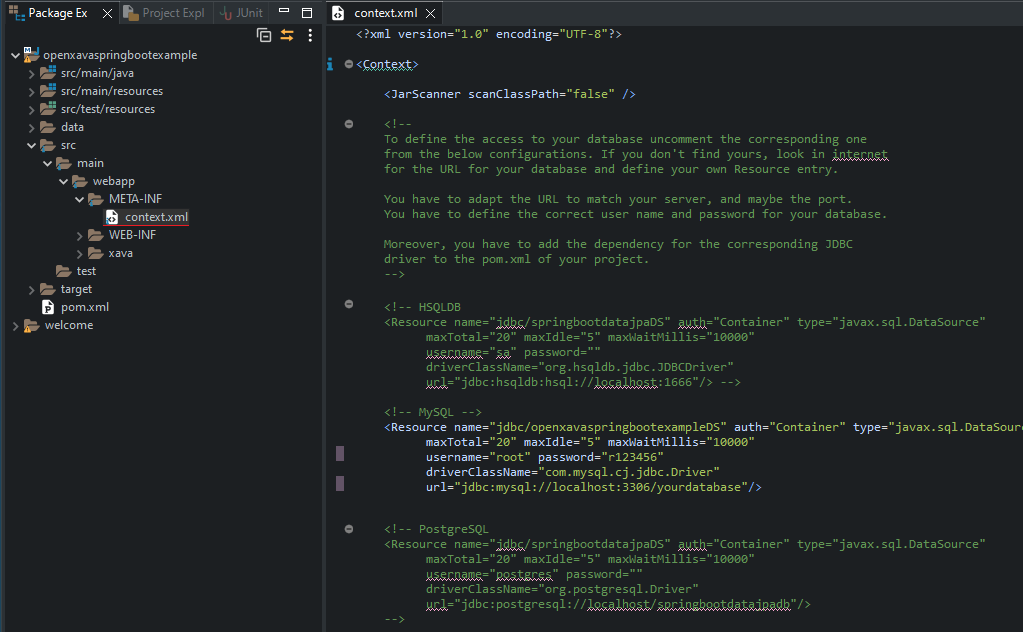 Package Ex
Project Expl
JUnit
openxavaspringbootexample
src/main/java
src/main/resources
src/test/resources
data
src
main
webapp
META-INF
context.xml
WEB-INF
xava
test
target
pom.xml
welcome
context.xml
<?xml version="1.0" encoding="UTF-8"?>
<Context>
<JarScanner scanClassPath="false" />
<!--
To define the access to your database uncomment the corresponding one
from the below configurations. If you don't find yours, look in internet
for the URL for your database and define your own Resource entry.
You have to adapt the URL to match your server, and maybe the port.
You have to define the correct user name and password for your database.
Moreover, you have to add the dependency for the corresponding JDBC
driver to the pom.xml of your project.
-->
<!-- HSQLDB
<Resource name="jdbc/springbootdatajpaDS" auth="Container" type="javax.sql.DataSource"
maxTotal="20" maxIdle="5" maxWaitMillis="10000"
username="sa" password=""
driverClassName="org.hsqldb.jdbc.JDBCDriver"
url="jdbc:hsqldb:hsql://localhost:1666"/> -->
<!-- MySQL -->
<Resource name="jdbc/openxavaspringbootexampleDS" auth="Container" type="javax.sql.DataSour
maxTotal="20" maxIdle="5" maxWaitMillis="10000"
username="root" password="r123456"
driverClassName="com.mysql.cj.jdbc.Driver"
url="jdbc:mysql://localhost:3306/yourdatabase"/>
<!-- PostgreSQL
<Resource name="jdbc/springbootdatajpaDS" auth="Container" type="javax.sql.DataSource"
maxTotal="20" maxIdle="5" maxWaitMillis="10000"
username="postgres" password=""
driverClassName="org.postgresql.Driver"
url="jdbc:postgresql://localhost/springbootdatajpadb"/>
-->